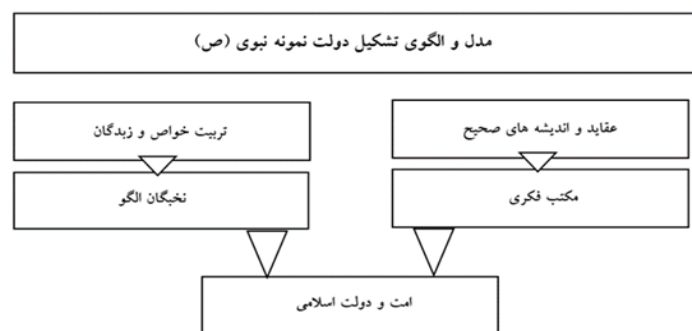 مدل و الگوی تشکیل دولت نمونه نبوی (ص)
عقاید و اندیشه های صحیح
تربیت خواص و زبدگان
مکتب فکری
نخبگان الگو
امت و دولت اسلامی